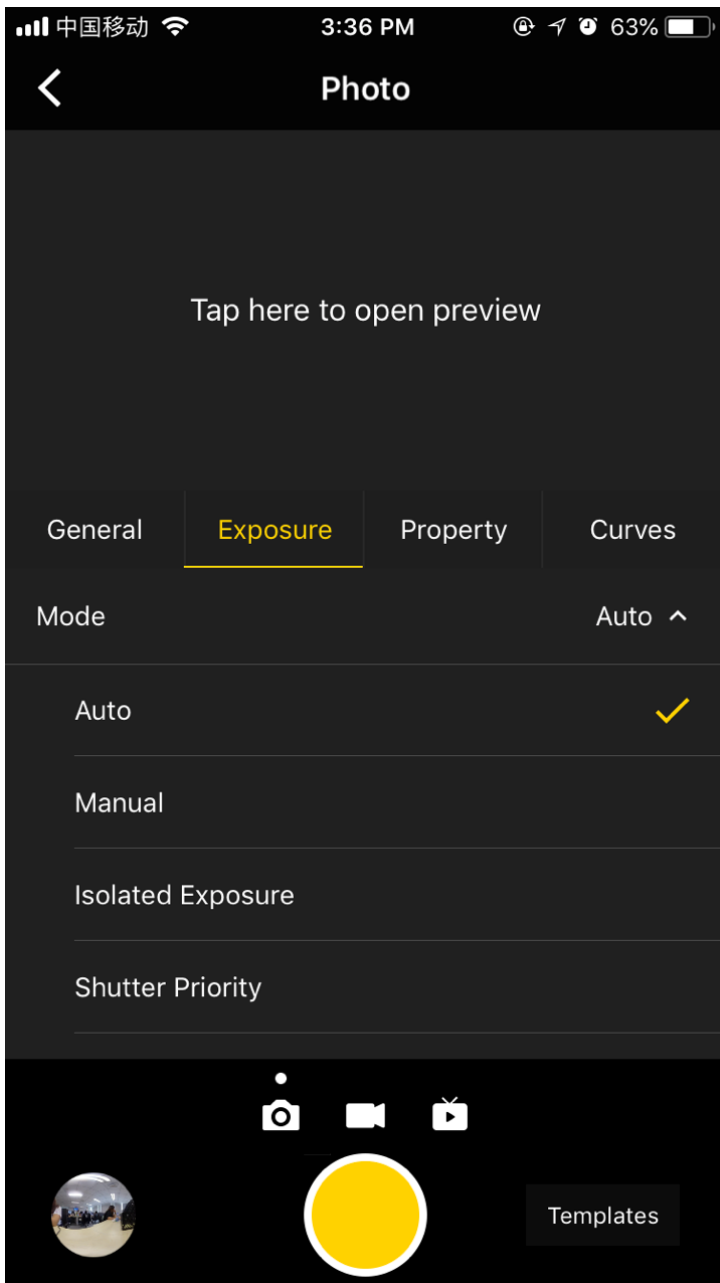 中国移动 3:36 PM 63%
Photo
Tap here to open preview
General Exposure Property Curves
Mode Auto
Auto
Manual
Isolated Exposure
Shutter Priority
Templates